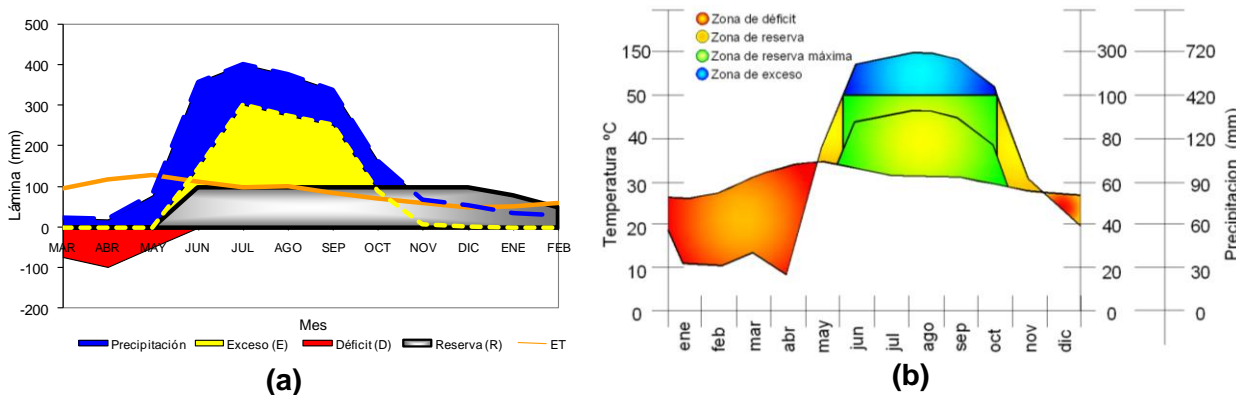 500
400
300
200
100
0
-100
-200
Lámina (mm)
MAR ABR MAY JUN JUL AGO SEP OCT NOV DIC ENE FEB
Mes
Precipitación Exceso (E) Déficit (D) Reserva (R) ET
(a)
Zona de déficit
Zona de reserva
Zona de reserva máxima
Zona de exceso
150 300 720
50 100 420
40 80 120
30 60 90
20 40 60
10 20 30
0 0 0
Temperatura ºC
Precipitacion (mm)
ene feb mar abr may jun jul ago sep oct nov dic
(b)